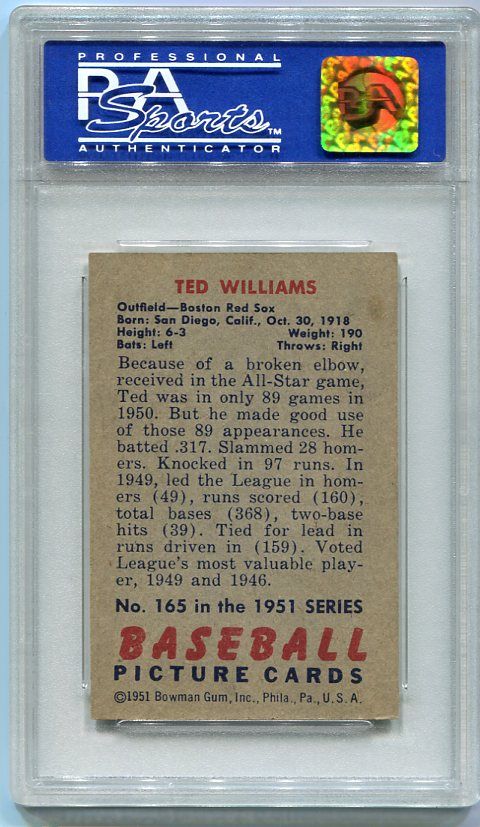 PROFESSIONAL
PSA
Sports™
AUTHENTICATOR
PSA
TED WILLIAMS
Outfield—Boston Red Sox
Born: San Diego, Calif., Oct. 30, 1918
Height: 6-3 Weight: 190
Bats: Left Throws: Right
Because of a broken elbow,
received in the All-Star game,
Ted was in only 89 games in
1950. But he made good use
of those 89 appearances. He
batted .317. Slammed 28 hom-
ers. Knocked in 97 runs. In
1949, led the League in hom-
ers (49), runs scored (160),
total bases (368), two-base
hits (39). Tied for lead in
runs driven in (159). Voted
League's most valuable play-
er, 1949 and 1946.
No. 165 in the 1951 SERIES
BASEBALL
PICTURE CARDS
©1951 Bowman Gum, Inc., Phila., Pa., U.S.A.